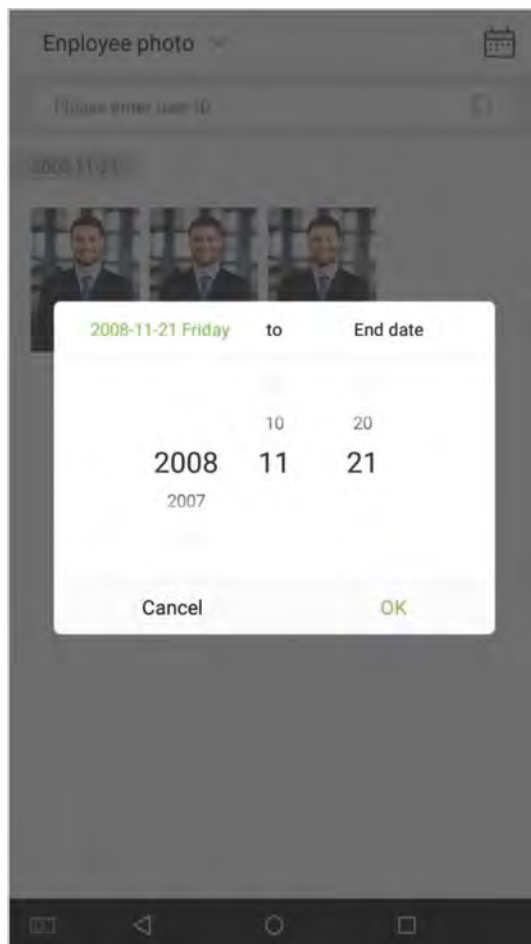 Enployee photo
Please enter user ID
2008-11-21
2008-11-21 Friday to End date
10 20
2008 11 21
2007
Cancel OK